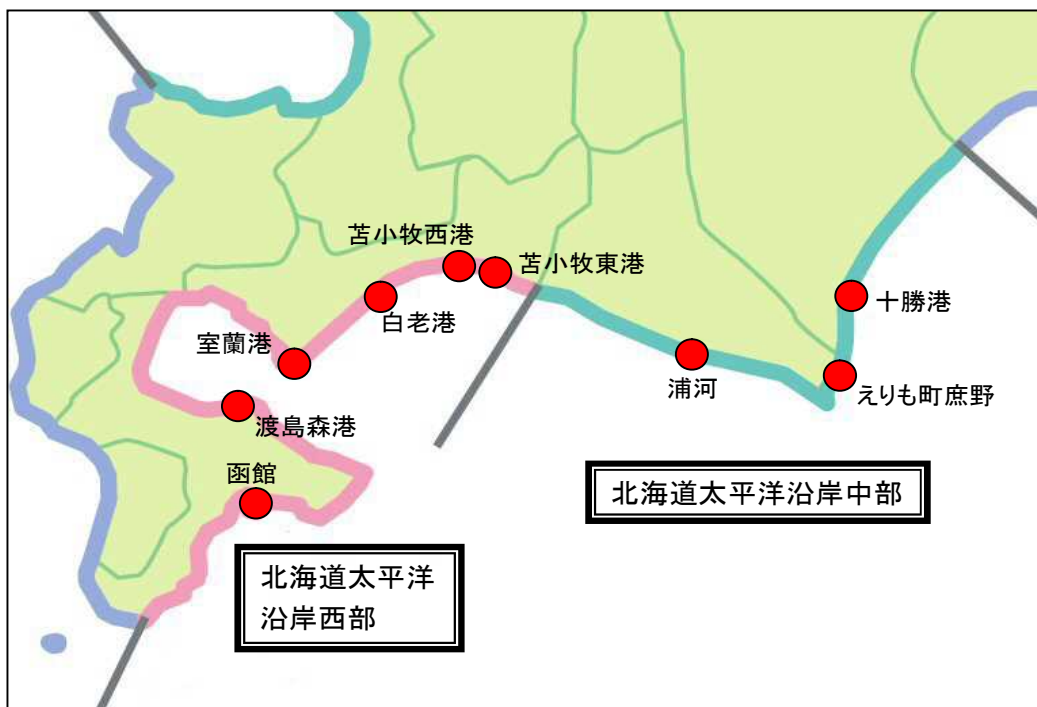 苫小牧西港
苫小牧東港
十勝港
白老港
室蘭港
浦河
えりも町庶野
渡島森港
函館
北海道太平洋沿岸中部
北海道太平洋
沿岸西部